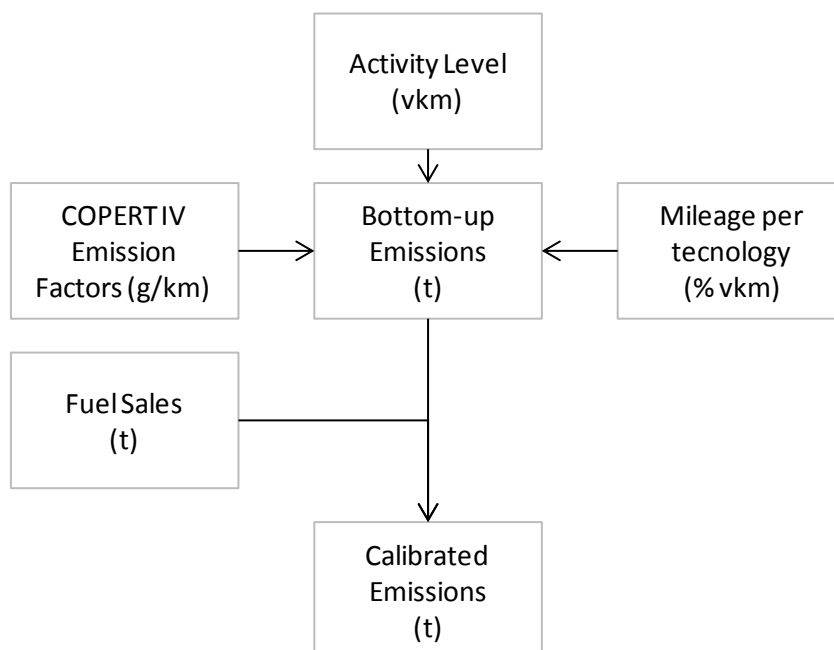 Activity Level
(vkm)
COPERT IV
Emission
Factors (g/km)
Bottom-up
Emissions
(t)
Mileage per
tecnology
(% vkm)
Fuel Sales
(t)
Calibrated
Emissions
(t)